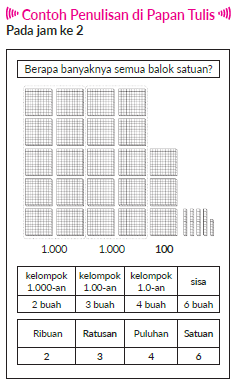 Contoh Penulisan di Papan Tulis
Pada jam ke 2
Berapa banyaknya semua balok satuan?
1.000 1.000 100
kelompok 1.000-an kelompok 1.00-an kelompok 1.0-an sisa
2 buah 3 buah 4 buah 6 buah
Ribuan Ratusan Puluhan Satuan
2 3 4 6